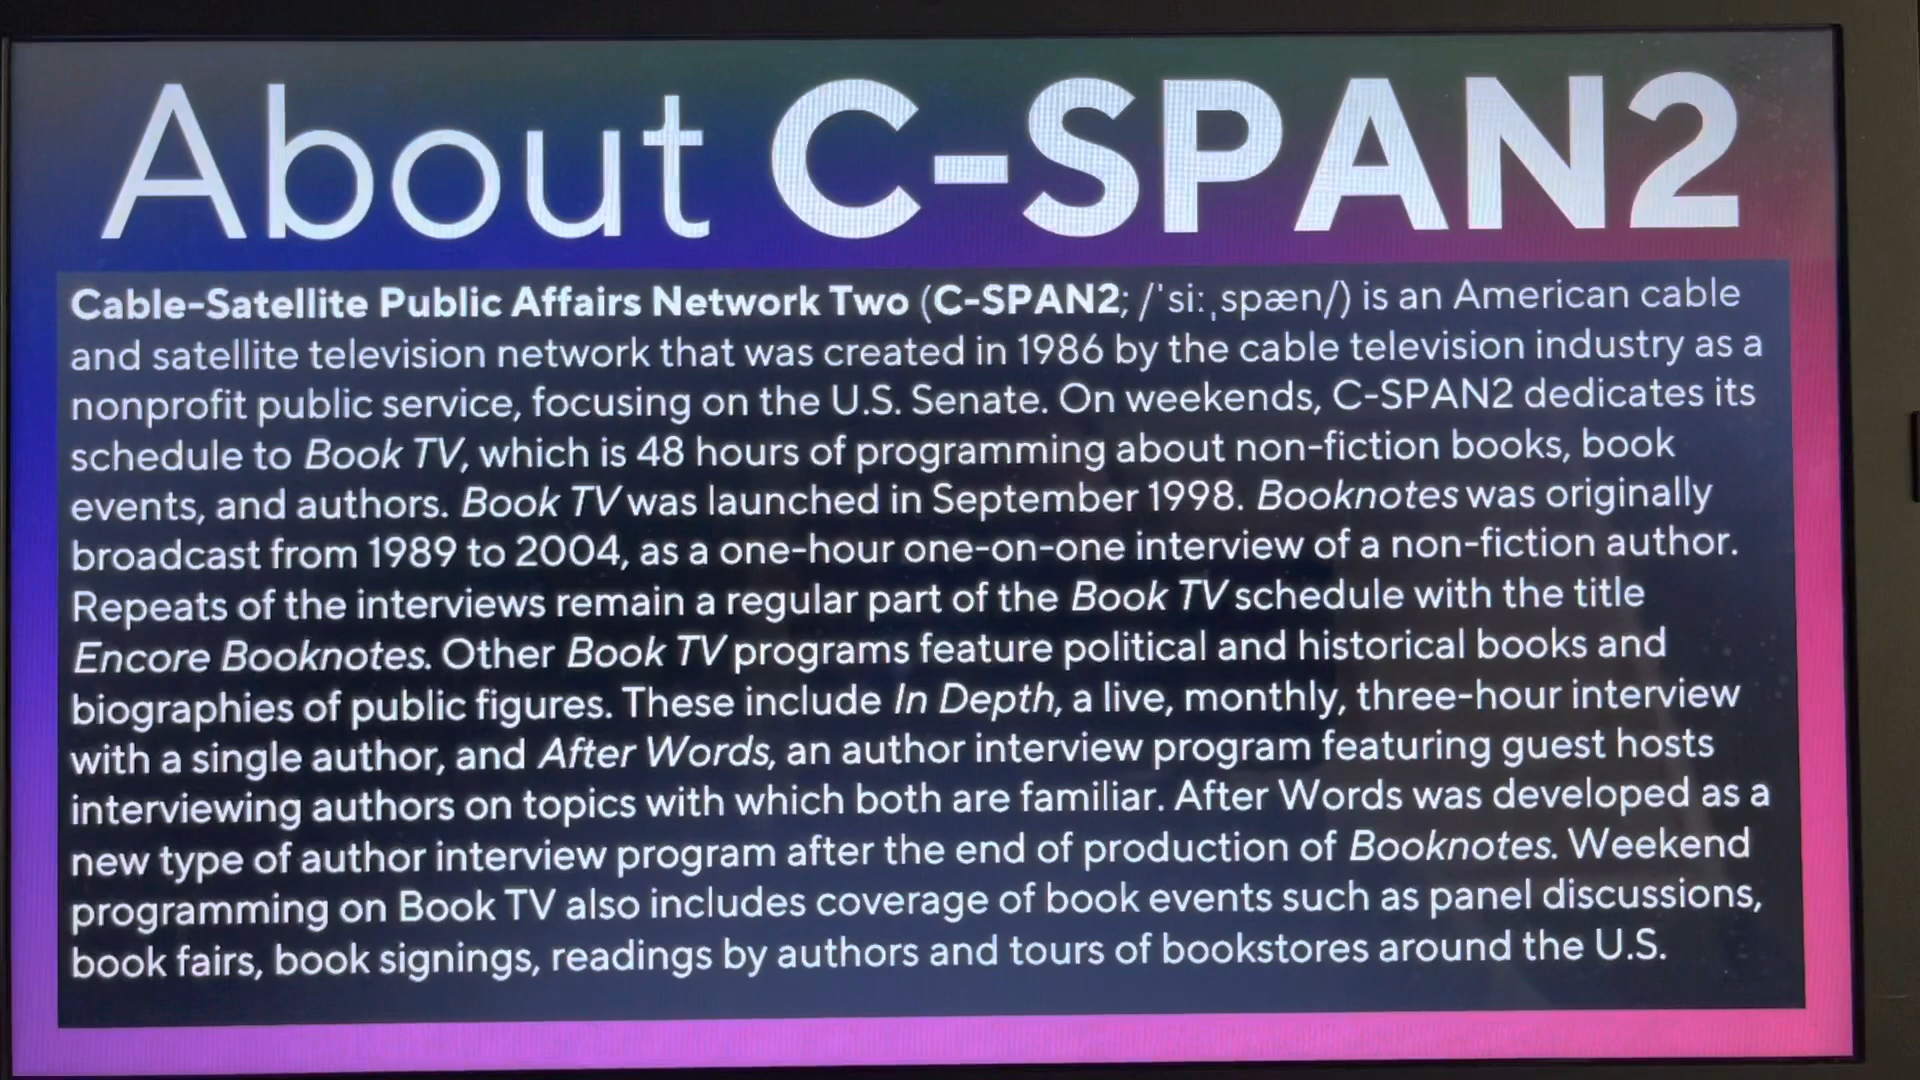 About C-SPAN2
Cable-Satellite Public Affairs Network Two (C-SPAN2; /ˈsiːˌspæn/) is an American cable
and satellite television network that was created in 1986 by the cable television industry as a
nonprofit public service, focusing on the U.S. Senate. On weekends, C-SPAN2 dedicates its
schedule to Book TV, which is 48 hours of programming about non-fiction books, book
events, and authors. Book TV was launched in September 1998. Booknotes was originally
broadcast from 1989 to 2004, as a one-hour one-on-one interview of a non-fiction author.
Repeats of the interviews remain a regular part of the Book TV schedule with the title
Encore Booknotes. Other Book TV programs feature political and historical books and
biographies of public figures. These include In Depth, a live, monthly, three-hour interview
with a single author, and After Words, an author interview program featuring guest hosts
interviewing authors on topics with which both are familiar. After Words was developed as a
new type of author interview program after the end of production of Booknotes. Weekend
programming on Book TV also includes coverage of book events such as panel discussions,
book fairs, book signings, readings by authors and tours of bookstores around the U.S.